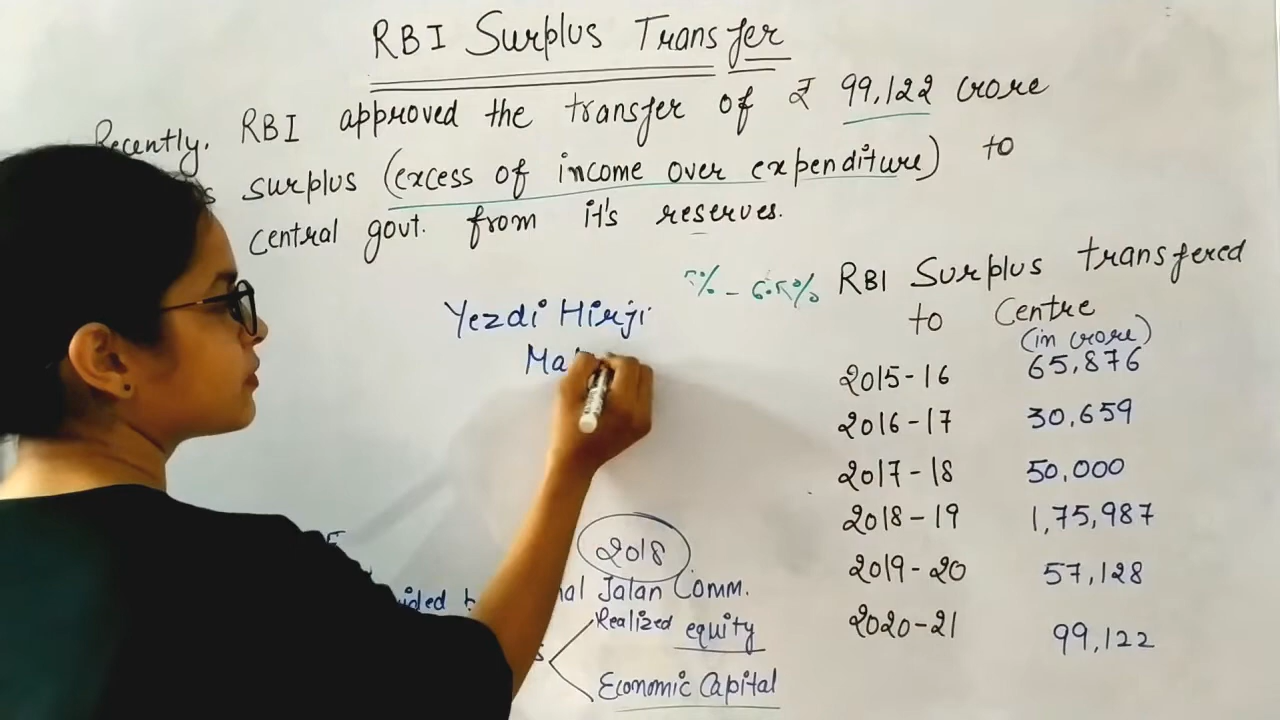 RBI Surplus Transfer
Recently, RBI approved the transfer of ₹ 99,122 crore
surplus (excess of income over expenditure) to
central govt. from it's reserves.
- 6.5% RBI Surplus transfered
to Centre
(in crore)
Yezdi Hirji
Ma
2015-16 65,876
2016-17 30,659
2017-18 50,000
2018-19 1,75,987
2019-20 57,128
2020-21 99,122
2018
Jalan Comm.
Realized equity
Economic Capital